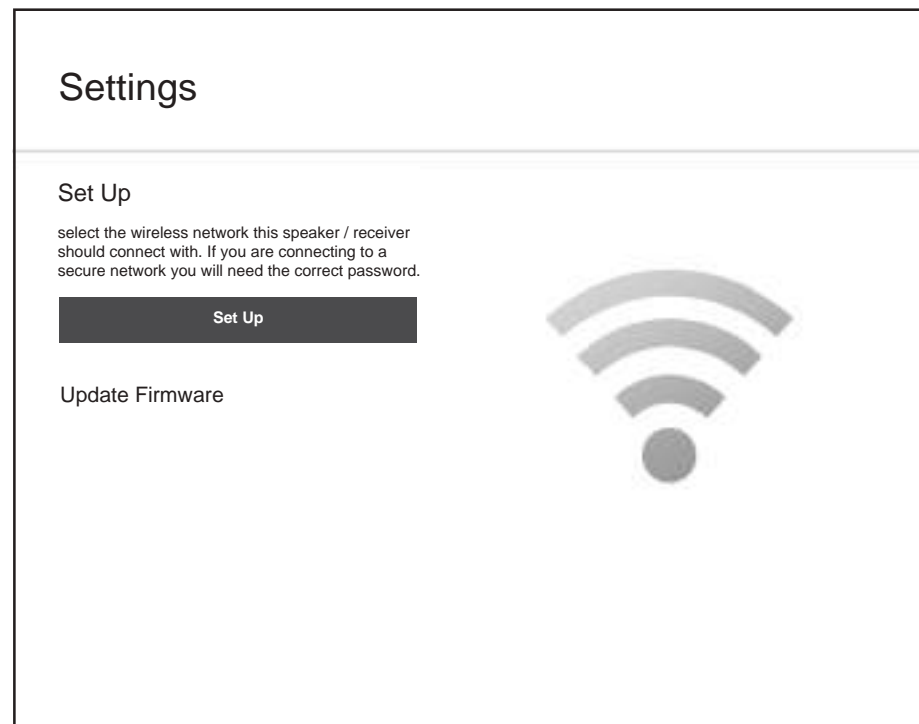 Settings
Set Up
select the wireless network this speaker / receiver
should connect with. If you are connecting to a
secure network you will need the correct password.
Set Up
Update Firmware